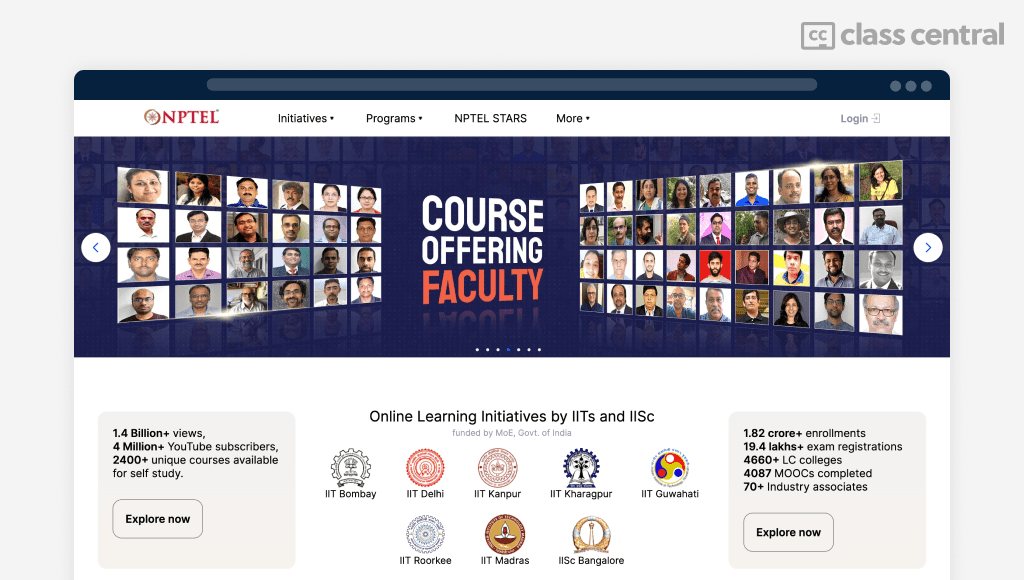 cc class central
NPTEL
Initiatives ▾ Programs ▾ NPTEL STARS More ▾ Login
COURSE
OFFERING
FACULTY
1.4 Billion+ views,
4 Million+ YouTube subscribers,
2400+ unique courses available
for self study.
Explore now
Online Learning Initiatives by IITs and IISc
funded by MoE, Govt. of India
IIT Bombay IIT Delhi IIT Kanpur IIT Kharagpur IIT Guwahati
IIT Roorkee IIT Madras IISc Bangalore
1.82 crore+ enrollments
19.4 lakhs+ exam registrations
4660+ LC colleges
4087 MOOCs completed
70+ Industry associates
Explore now